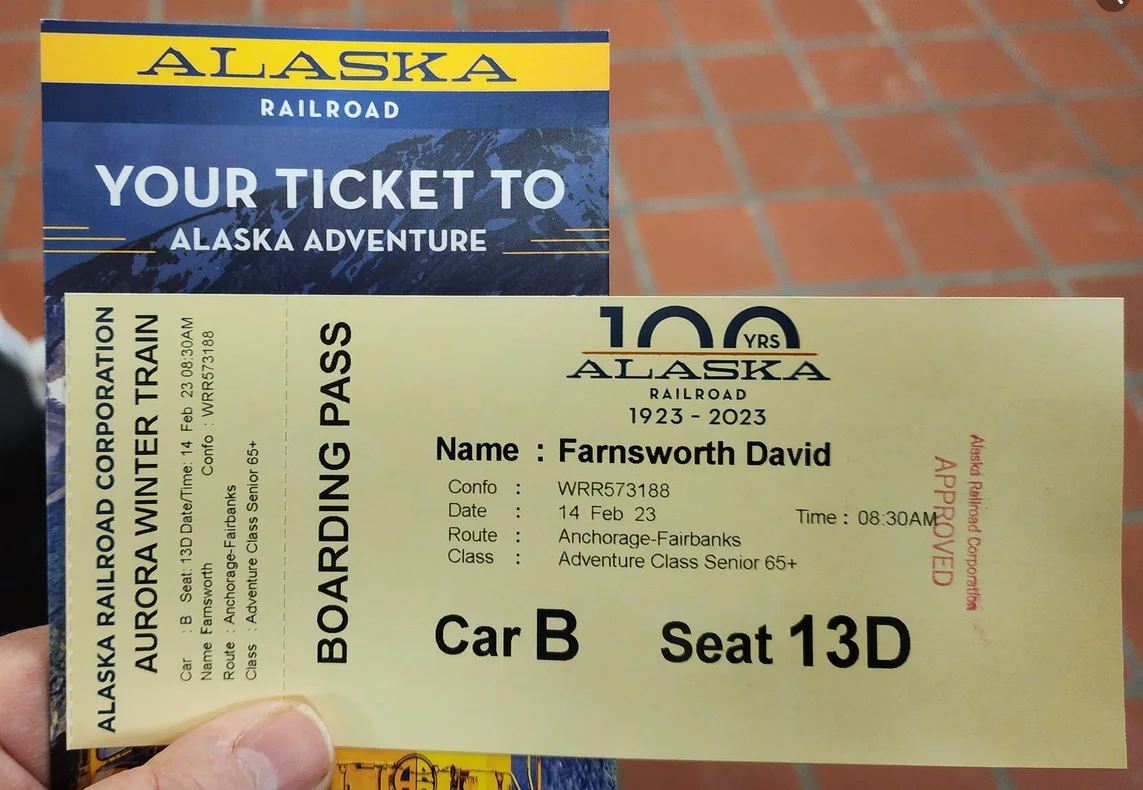 ALASKA
RAILROAD
YOUR TICKET TO
ALASKA ADVENTURE
ALASKA RAILROAD CORPORATION
AURORA WINTER TRAIN
Car : B Seat: 13D Date/Time: 14 Feb 23 08:30AM
Name Farnsworth Confo : WRR573188
Route : Anchorage-Fairbanks
Class : Adventure Class Senior 65+
BOARDING PASS
100 YRS
ALASKA
RAILROAD
1923 - 2023
Name : Farnsworth David
Confo : WRR573188
Date : 14 Feb 23 Time : 08:30AM
Route : Anchorage-Fairbanks
Class : Adventure Class Senior 65+
Car B Seat 13D
Alaska Railroad Corporation
APPROVED